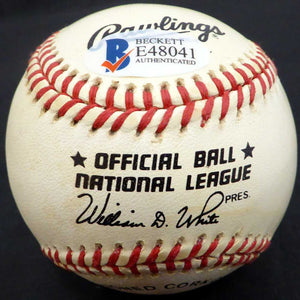 Rawlings
BECKETT
B E48041
AUTHENTICATED
★ OFFICIAL BALL ★
NATIONAL LEAGUE
William D. White PRES.